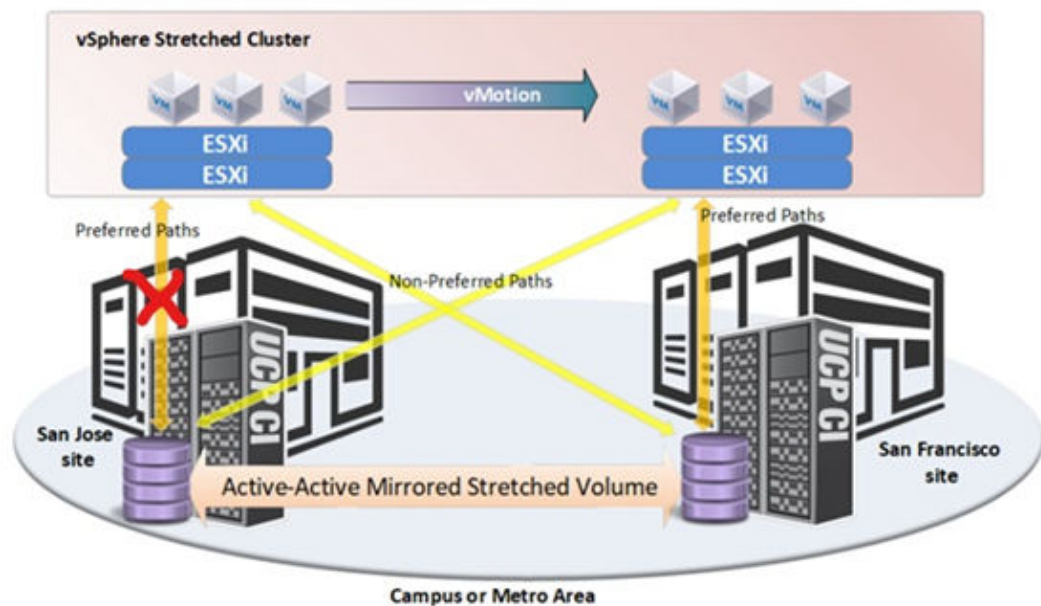 vSphere Stretched Cluster
VM VM VM
vMotion
VM VM VM
ESXi
ESXi
ESXi
ESXi
Preferred Paths
Preferred Paths
Non-Preferred Paths
UCP CI
UCP CI
San Jose
site
San Francisco
site
Active-Active Mirrored Stretched Volume
Campus or Metro Area